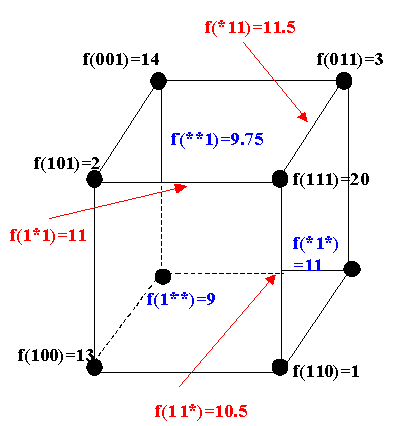 f(*11)=11.5
f(001)=14
f(011)=3
f(**1)=9.75
f(101)=2
f(111)=20
f(1*1)=11
f(*1*)
=11
f(1**)=9
f(100)=13
f(110)=1
f(11*)=10.5